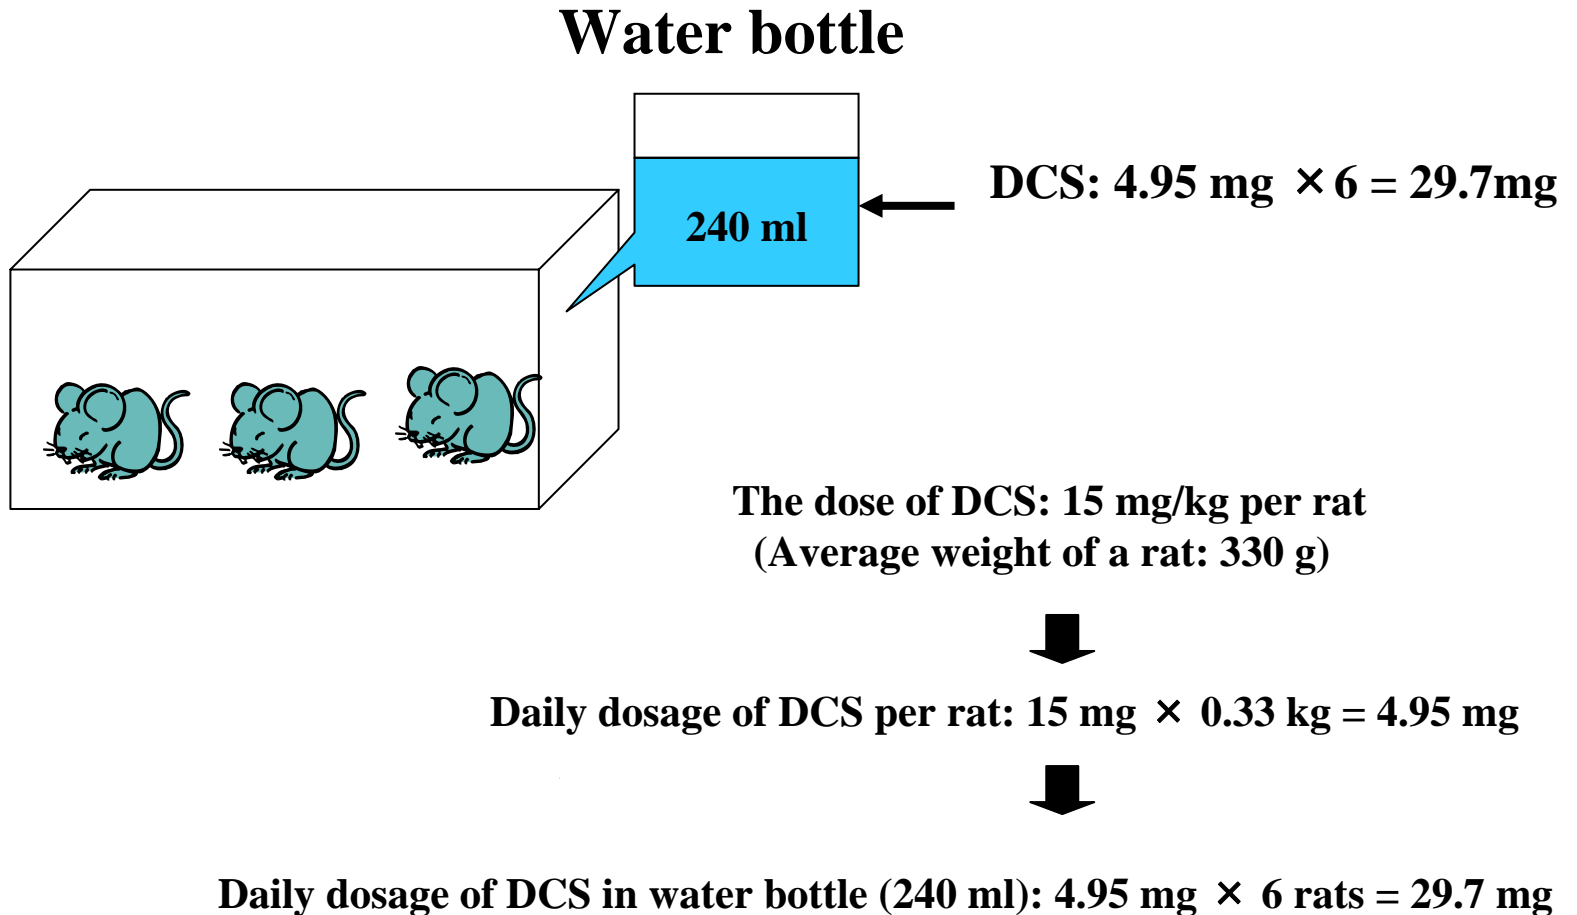 Water bottle
DCS: 4.95 mg × 6 = 29.7mg
240 ml
The dose of DCS: 15 mg/kg per rat
(Average weight of a rat: 330 g)
Daily dosage of DCS per rat: 15 mg × 0.33 kg = 4.95 mg
Daily dosage of DCS in water bottle (240 ml): 4.95 mg × 6 rats = 29.7 mg